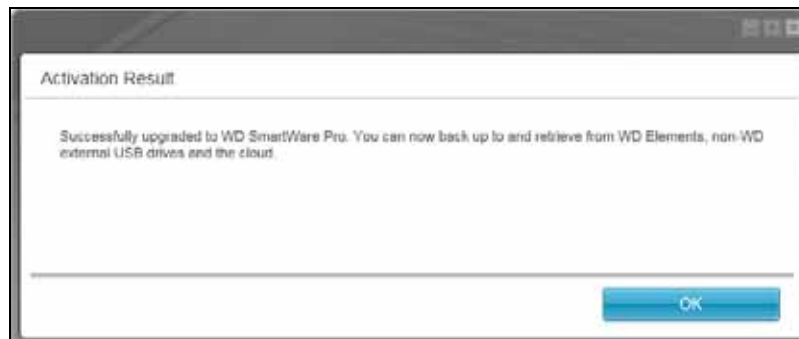 Activation Result
Successfully upgraded to WD SmartWare Pro. You can now back up to and retrieve from WD Elements, non-WD
external USB drives and the cloud.
OK